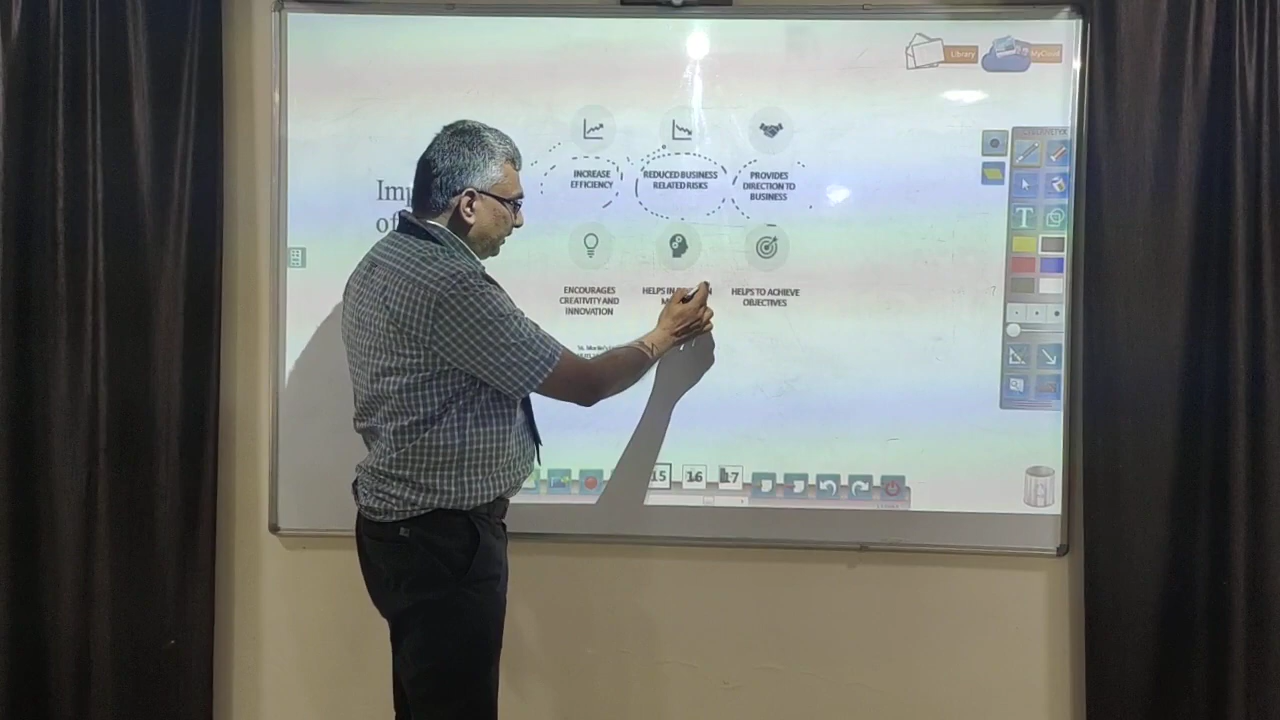 Library
MyCloud
INCREASE
EFFICIENCY
REDUCED BUSINESS
RELATED RISKS
PROVIDES
DIRECTION TO
BUSINESS
ENCOURAGES
CREATIVITY AND
INNOVATION
HELPS
HELPS TO ACHIEVE
OBJECTIVES
T
15 16 17